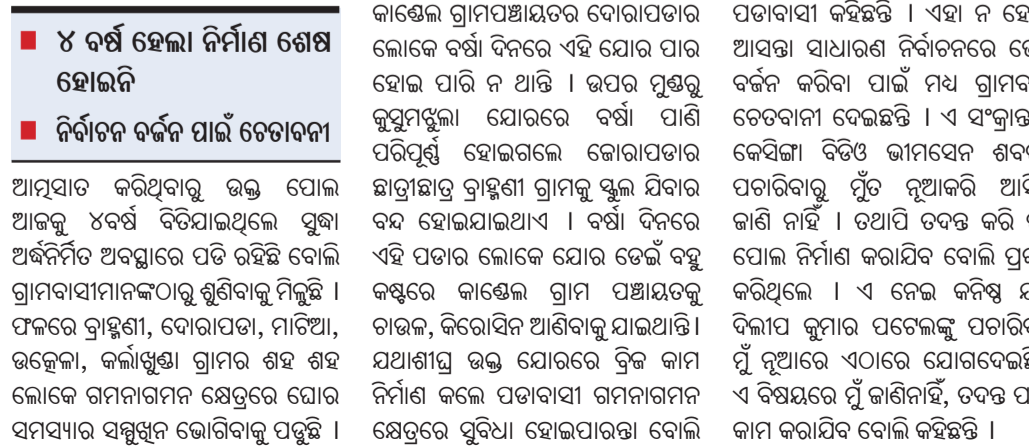 ୪ ବର୍ଷ ହେଲା ନିର୍ମାଣ ଶେଷ
ହୋଇନି
ନିର୍ବାଚନ ବର୍ଜନ ପାଇଁ ଚେତାବନୀ
ଆତ୍ମସାତ କରିଥିବାରୁ ଉକ୍ତ ପୋଲ
ଆଜକୁ ୪ବର୍ଷ ବିତିଯାଇଥିଲେ ସୁଦ୍ଧା
ଅର୍ଦ୍ଧନିର୍ମିତ ଅବସ୍ଥାରେ ପଡି ରହିଛି ବୋଲି
ଗ୍ରାମବାସୀମାନଙ୍କଠାରୁ ଶୁଣିବାକୁ ମିଳୁଛି ।
ଫଳରେ ବ୍ରାହ୍ମଣୀ, ଦୋରାପଡା, ମାଟିଆ,
ଉତ୍କେଳା, କର୍ଲାଖୁଣ୍ଟା ଗ୍ରାମର ଶହ ଶହ
ଲୋକେ ଗମନାଗମନ କ୍ଷେତ୍ରରେ ଘୋର
ସମସ୍ୟାର ସମ୍ମୁଖିନ ଭୋଗିବାକୁ ପଡୁଛି ।
କାଣ୍ଡେଲ ଗ୍ରାମପଞ୍ଚାୟତର ଦୋରାପଡାର
ଲୋକେ ବର୍ଷା ଦିନରେ ଏହି ଯୋର ପାର
ହୋଇ ପାରି ନ ଥାନ୍ତି । ଉପର ମୁଣ୍ଡରୁ
କୁସୁମଝୁଲା ଯୋରରେ ବର୍ଷା ପାଣି
ପରିପୂର୍ଣ୍ଣ ହୋଇଗଲେ ଜୋରାପଡାର
ଛାତ୍ରୀଛାତ୍ର ବ୍ରାହ୍ମଣୀ ଗ୍ରାମକୁ ସ୍କୁଲ ଯିବାର
ବନ୍ଦ ହୋଇଯାଇଥାଏ । ବର୍ଷା ଦିନରେ
ଏହି ପଡାର ଲୋକେ ଯୋର ଡେଇଁ ବହୁ
କଷ୍ଟରେ କାଣ୍ଡେଲ ଗ୍ରାମ ପଞ୍ଚାୟତକୁ
ଚାଉଳ, କିରୋସିନ ଆଣିବାକୁ ଯାଇଥାନ୍ତି।
ଯଥାଶୀଘ୍ର ଉକ୍ତ ଯୋରରେ ବ୍ରିଜ କାମ
ନିର୍ମାଣ କଲେ ପଡାବାସୀ ଗମନାଗମନ
କ୍ଷେତ୍ରରେ ସୁବିଧା ହୋଇପାରନ୍ତା ବୋଲି
ପଡାବାସୀ କହିଛନ୍ତି । ଏହା ନ
ଆସନ୍ତା ସାଧାରଣ ନିର୍ବାଚନରେ
ବର୍ଜନ କରିବା ପାଇଁ ମଧ୍ୟ
ଚେତବାନୀ ଦେଇଛନ୍ତି । ଏ
କେସିଙ୍ଗା ବିଡିଓ ଭୀମସେନ
ପଚାରିବାରୁ ମୁଁତ ନୂଆକରି
ଜାଣି ନାହିଁ । ତଥାପି ତଦନ୍ତ କରି
ପୋଲ ନିର୍ମାଣ କରାଯିବ ବୋଲି
କରିଥିଲେ । ଏ ନେଇ କନିଷ୍ଠ
ଦିଲୀପ କୁମାର ପଟେଲଙ୍କୁ
ମୁଁ ନୂଆରେ ଏଠାରେ
ଏ ବିଷୟରେ ମୁଁ ଜାଣିନାହିଁ, ତଦନ୍ତ
କାମ କରାଯିବ ବୋଲି କହିଛନ୍ତି ।